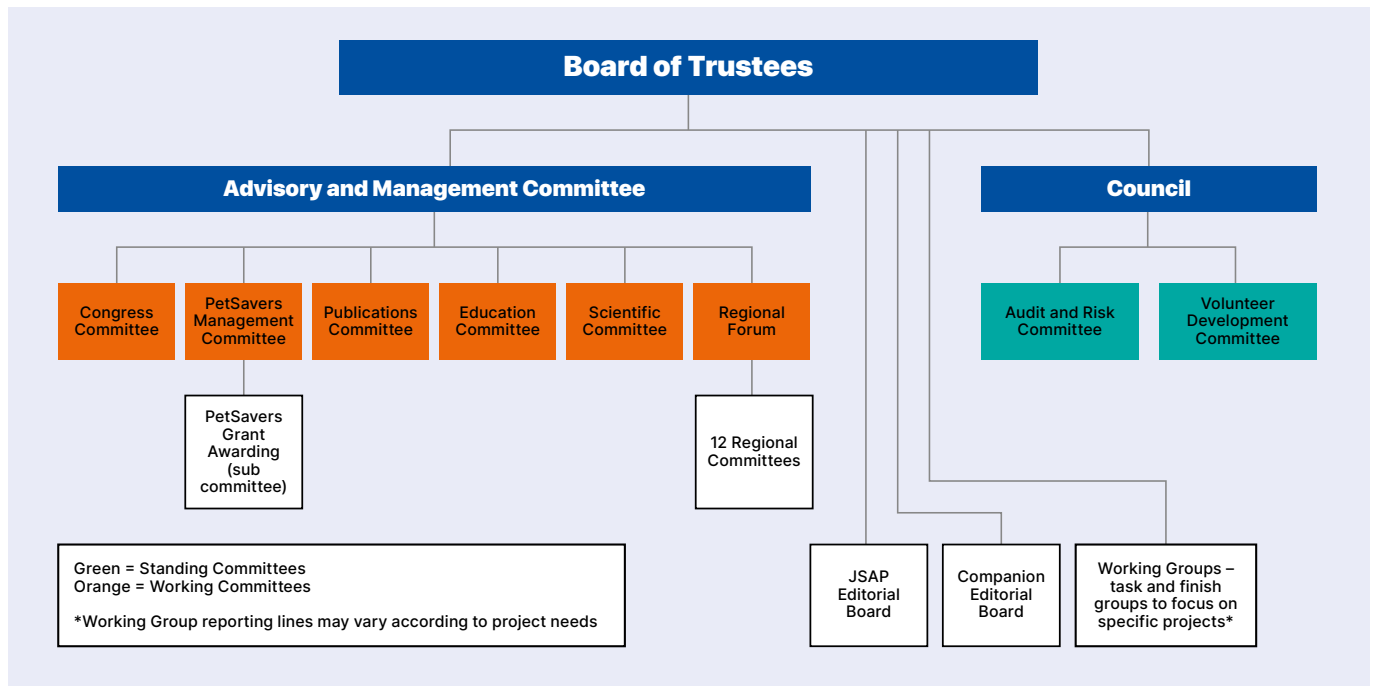 Board of Trustees
Advisory and Management Committee
Council
Congress
Committee
PetSavers
Management
Committee
Publications
Committee
Education
Committee
Scientific
Committee
Regional
Forum
Audit and Risk
Committee
Volunteer
Development
Committee
PetSavers
Grant
Awarding
(sub
committee)
12 Regional
Committees
Green = Standing Committees
Orange = Working Committees
*Working Group reporting lines may vary according to project needs
JSAP
Editorial
Board
Companion
Editorial
Board
Working Groups –
task and finish
groups to focus on
specific projects*